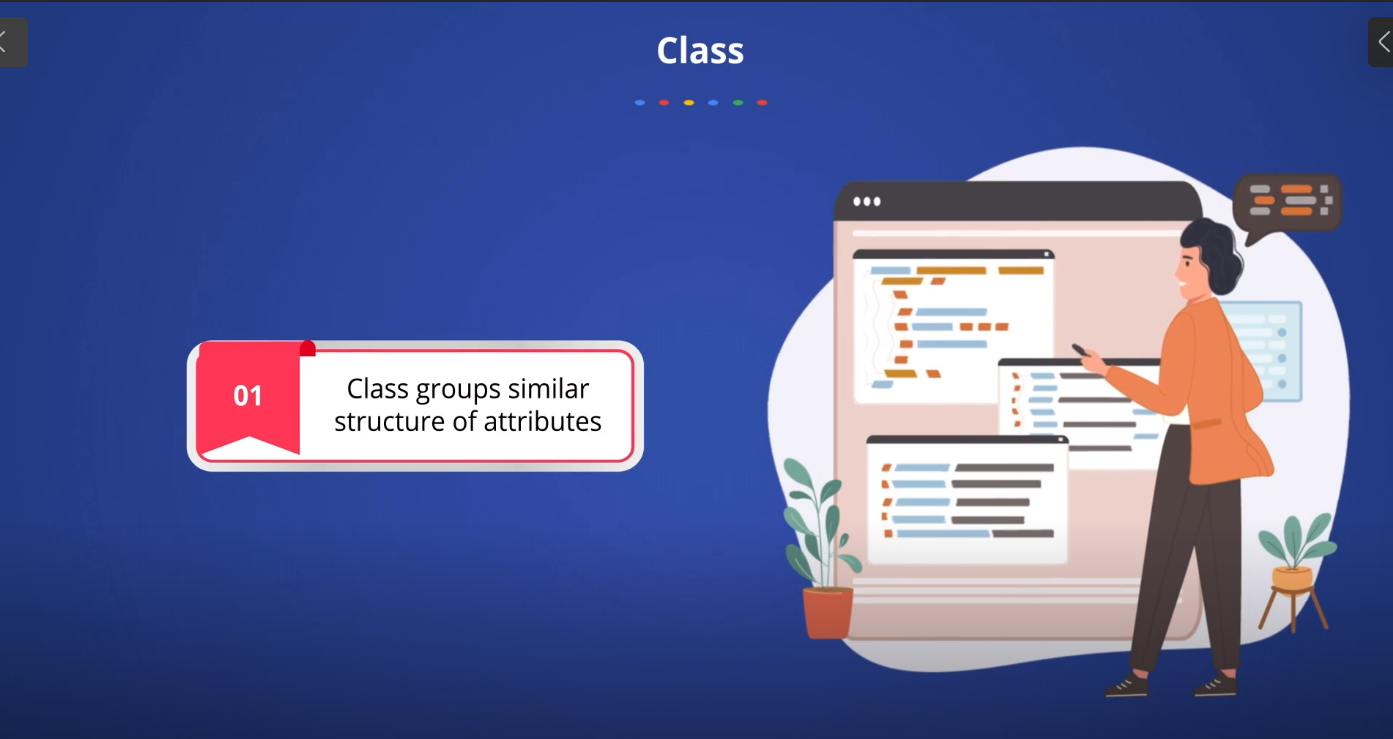 Class
01
Class groups similar
structure of attributes